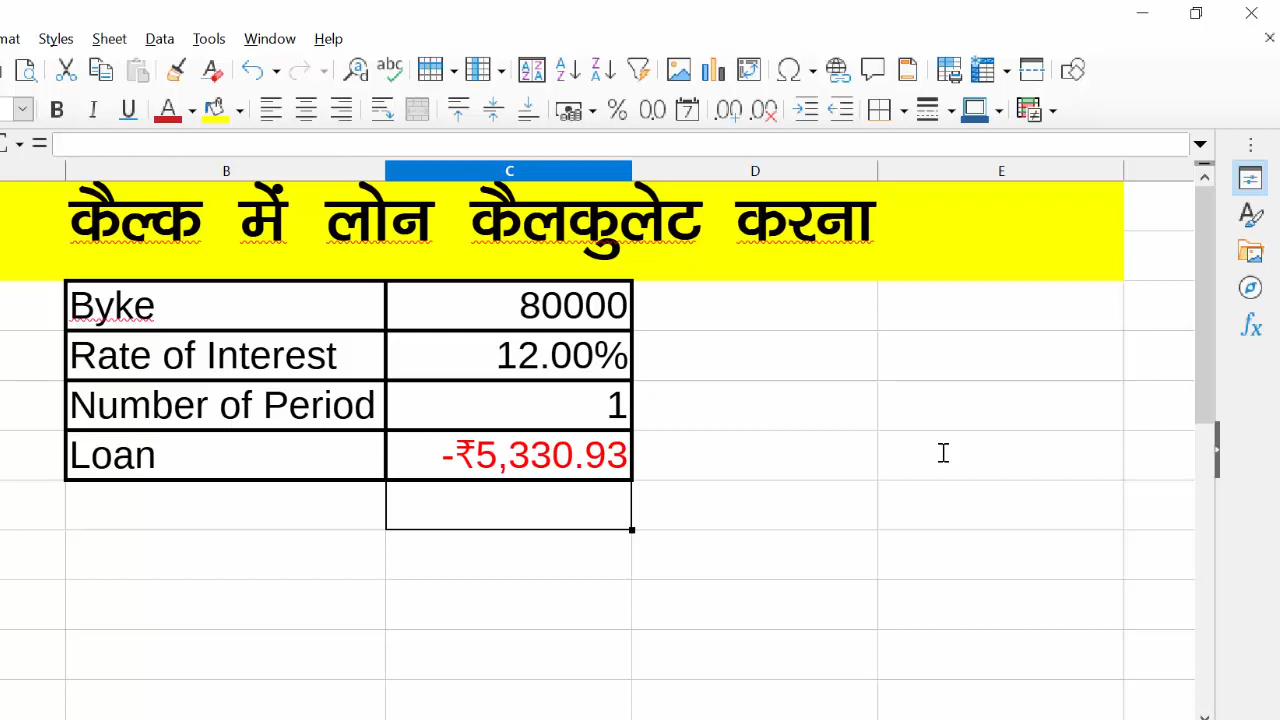 mat Styles Sheet Data Tools Window Help
B C D E
कैल्क में लोन कैलकुलेट करना
Byke 80000
Rate of Interest 12.00%
Number of Period 1
Loan -₹5,330.93